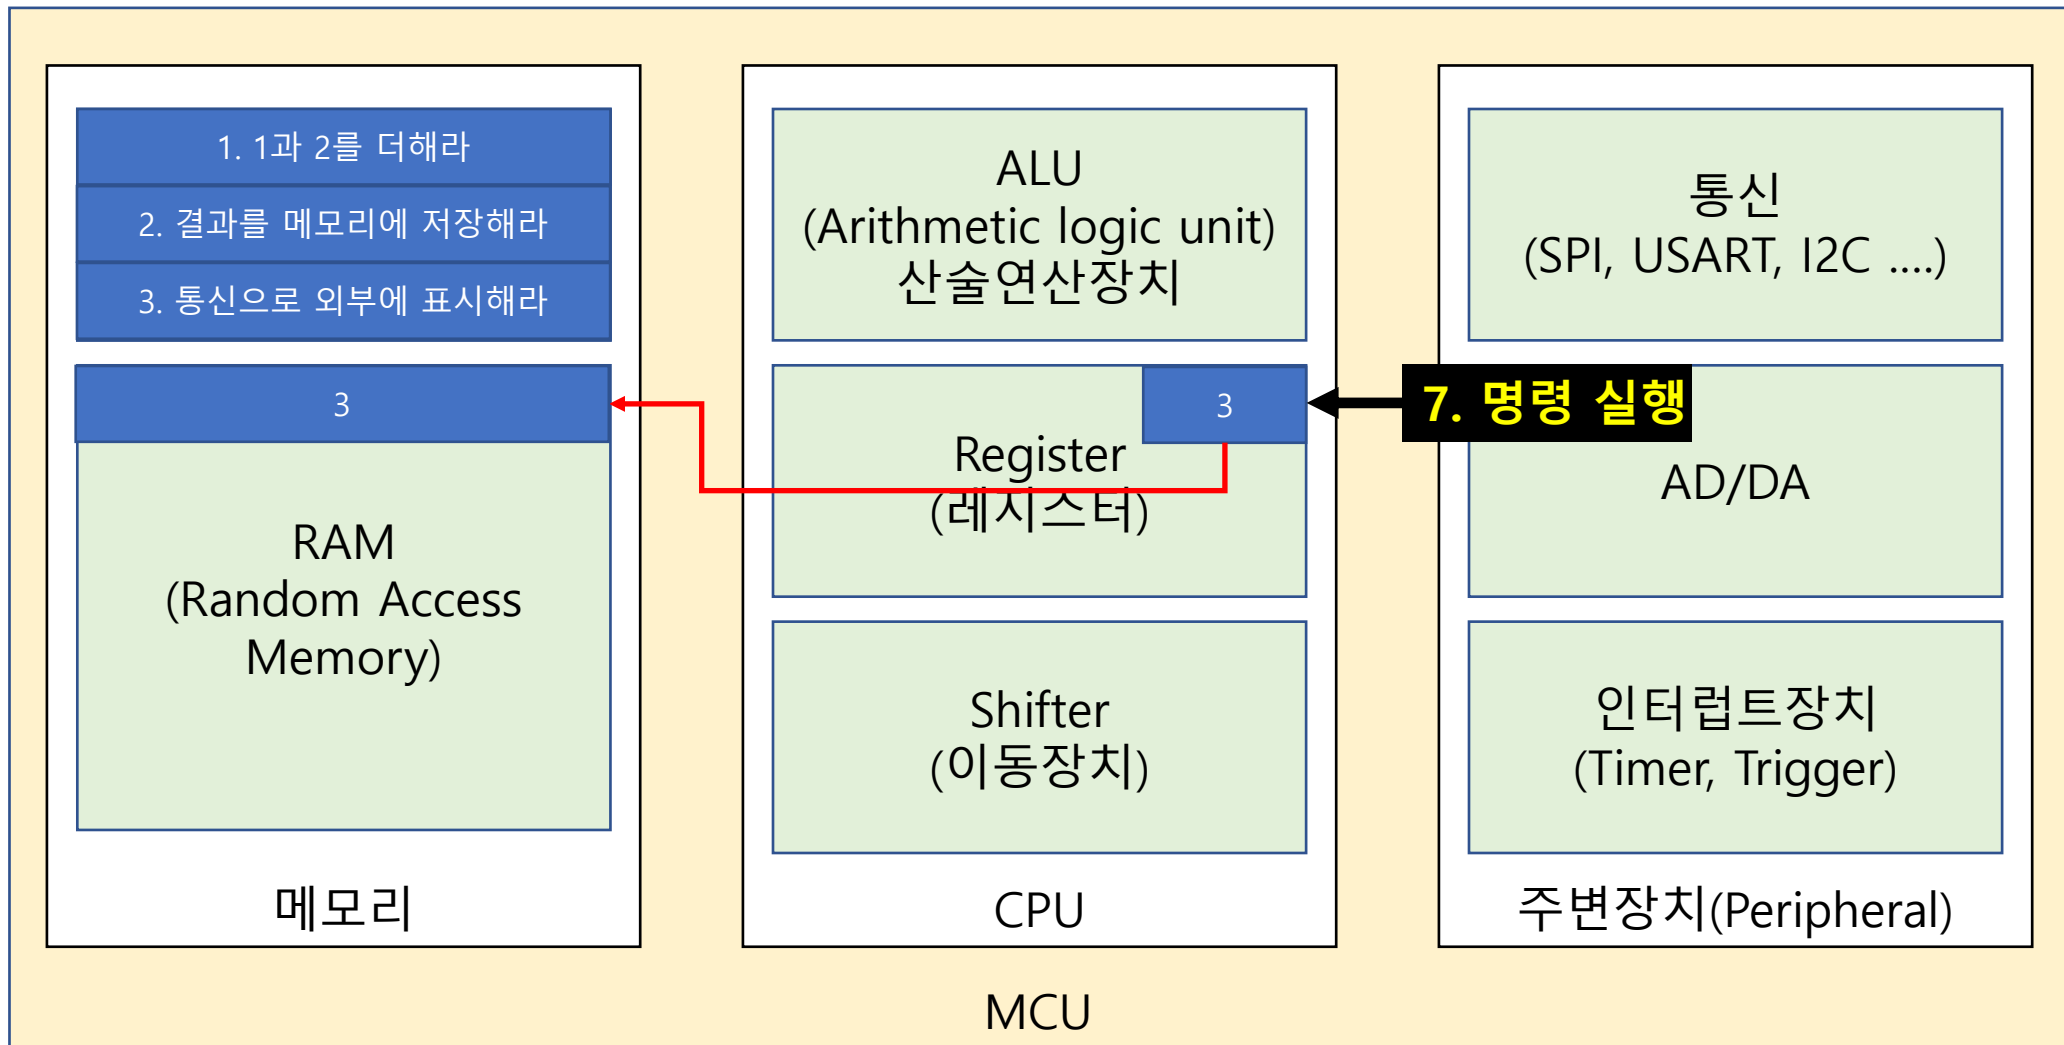 1. 1과 2를 더해라
2. 결과를 메모리에 저장해라
3. 통신으로 외부에 표시해라
3
RAM
(Random Access
Memory)
메모리
ALU
(Arithmetic logic unit)
산술연산장치
3
Register
(레지스터)
Shifter
(이동장치)
CPU
통신
(SPI, USART, I2C ....)
7. 명령 실행
AD/DA
인터럽트장치
(Timer, Trigger)
주변장치(Peripheral)
MCU